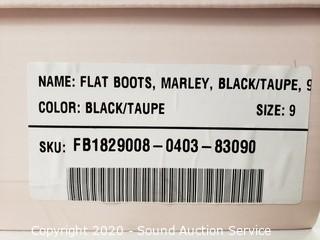 NAME: FLAT BOOTS, MARLEY, BLACK/TAUPE, 9
COLOR: BLACK/TAUPE SIZE: 9
SKU: FB1829008-0403-83090
Copyright 2020 - Sound Auction Service